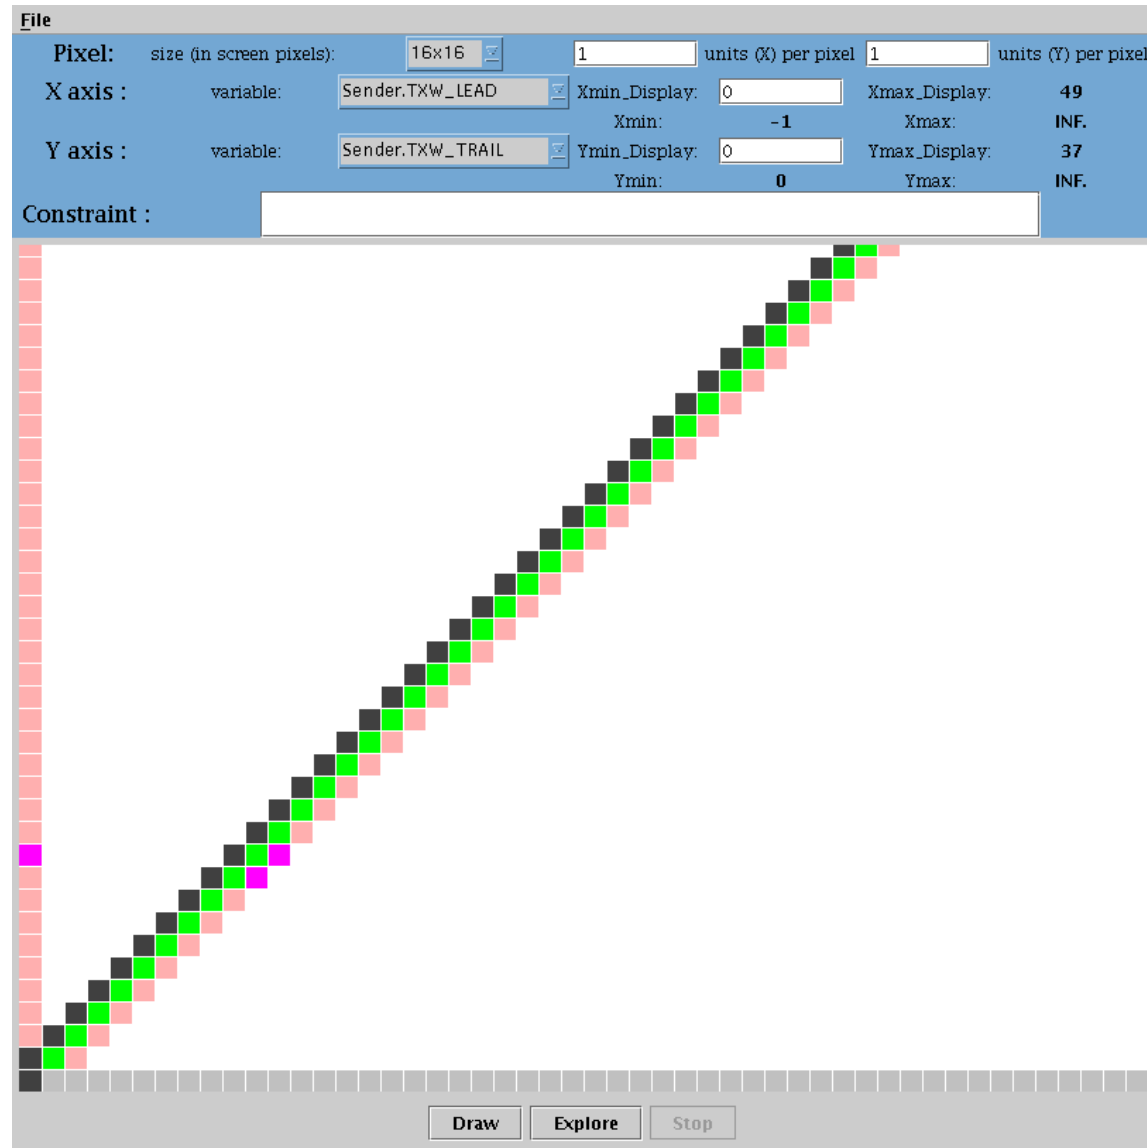 File
Pixel: size (in screen pixels): 16x16 1 units (X) per pixel 1 units (Y) per pixel
X axis : variable: Sender.TXW_LEAD Xmin_Display: 0 Xmax_Display: 49
Xmin: -1 Xmax: INF.
Y axis : variable: Sender.TXW_TRAIL Ymin_Display: 0 Ymax_Display: 37
Ymin: 0 Ymax: INF.
Constraint :
Draw Explore Stop